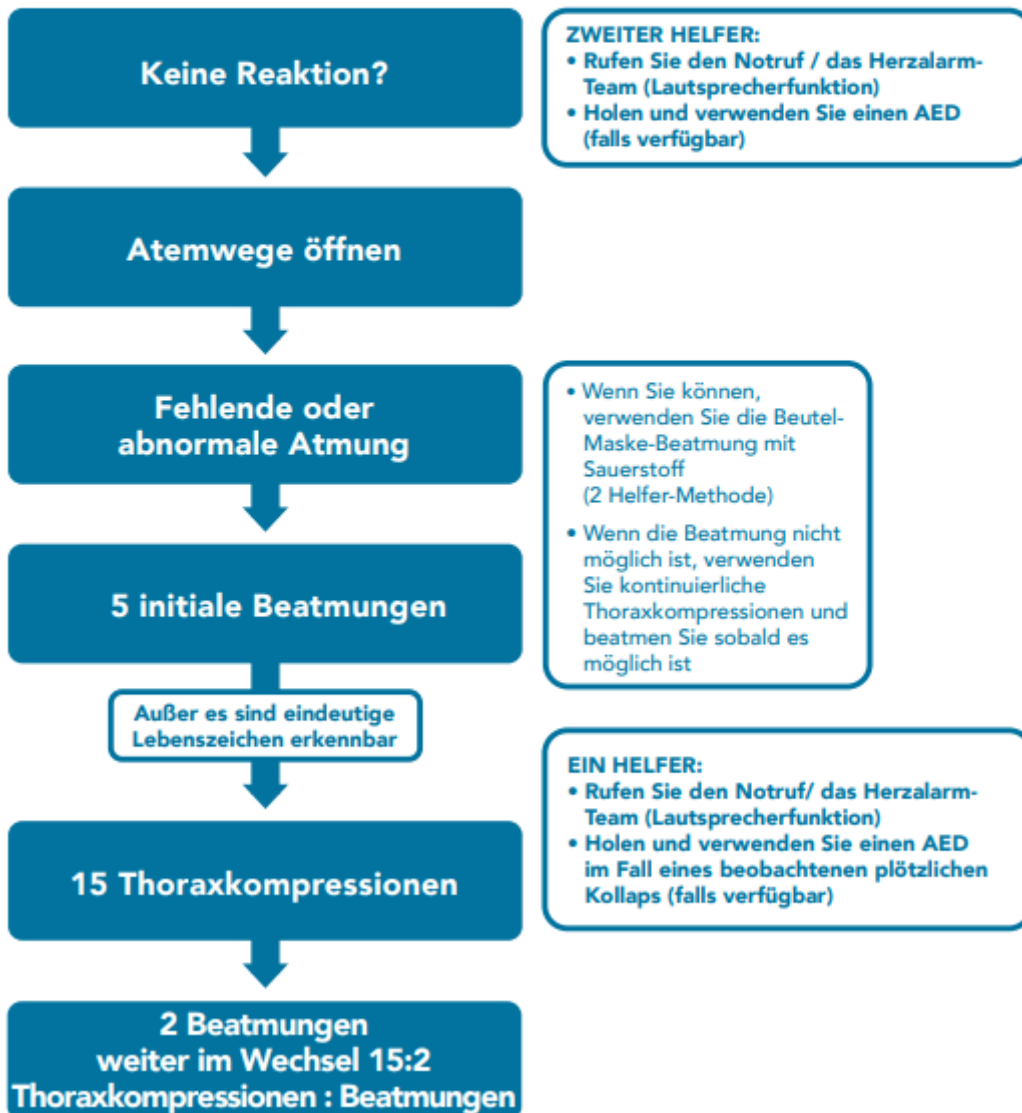 Keine Reaktion?
ZWEITER HELFER:
• Rufen Sie den Notruf / das Herzalarm-
Team (Lautsprecherfunktion)
• Holen und verwenden Sie einen AED
(falls verfügbar)
Atemwege öffnen
Fehlende oder
abnormale Atmung
• Wenn Sie können,
verwenden Sie die Beutel-
Maske-Beatmung mit
Sauerstoff
(2 Helfer-Methode)
• Wenn die Beatmung nicht
möglich ist, verwenden
Sie kontinuierliche
Thoraxkompressionen und
beatmen Sie sobald es
möglich ist
5 initiale Beatmungen
Außer es sind eindeutige
Lebenszeichen erkennbar
EIN HELFER:
• Rufen Sie den Notruf/ das Herzalarm-
Team (Lautsprecherfunktion)
• Holen und verwenden Sie einen AED
im Fall eines beobachtenen plötzlichen
Kollaps (falls verfügbar)
15 Thoraxkompressionen
2 Beatmungen
weiter im Wechsel 15:2
Thoraxkompressionen : Beatmungen